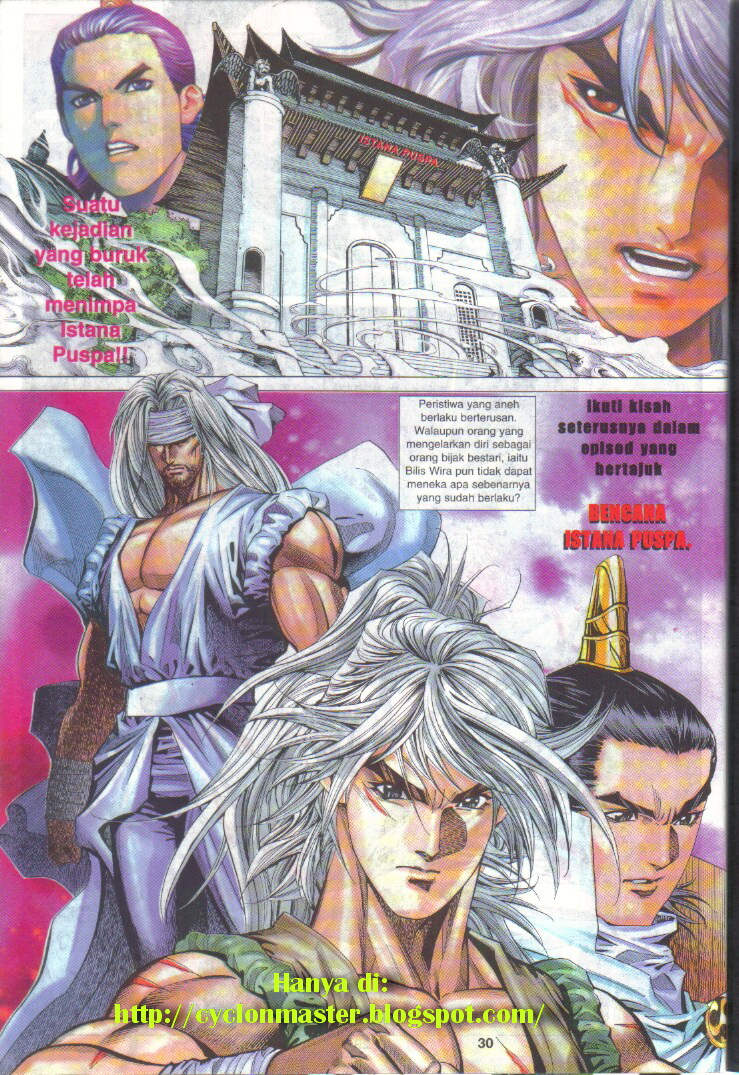 ISTANA PUSPA
Suatu
kejadian
yang buruk
telah
menimpa
Istana
Puspa!!
Peristiwa yang aneh
berlaku berterusan.
Walaupun orang yang
mengelarkan diri sebagai
orang bijak bestari, iaitu
Bilis Wira pun tidak dapat
meneka apa sebenarnya
yang sudah berlaku?
Ikuti kisah
seterusnya dalam
episod yang
bertajuk
BENCANA
ISTANA PUSPA.
Hanya di:
http://cyclonmaster.blogspot.com/
30